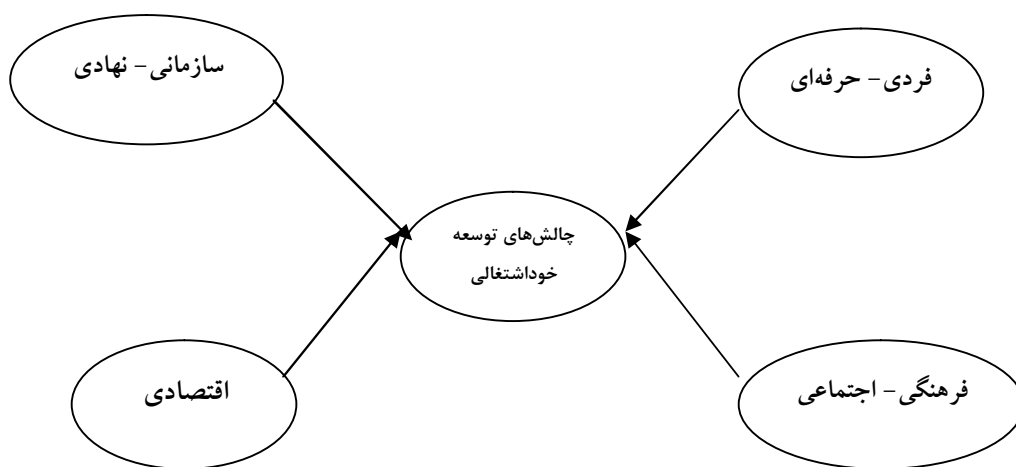 فردی- حرفه‌ای
سازمانی- نهادی
چالش‌های توسعه
خوداشتغالی
فرهنگی- اجتماعی
اقتصادی